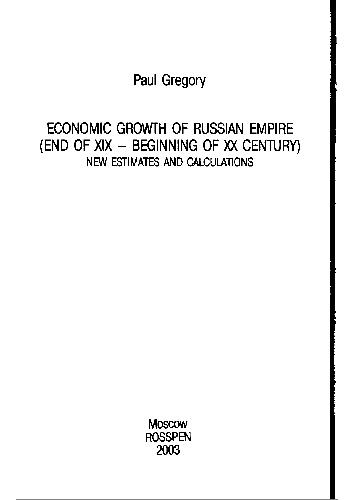 Paul Gregory
ECONOMIC GROWTH OF RUSSIAN EMPIRE
(END OF XIX – BEGINNING OF XX CENTURY)
NEW ESTIMATES AND CALCULATIONS
Moscow
ROSSPEN
2003